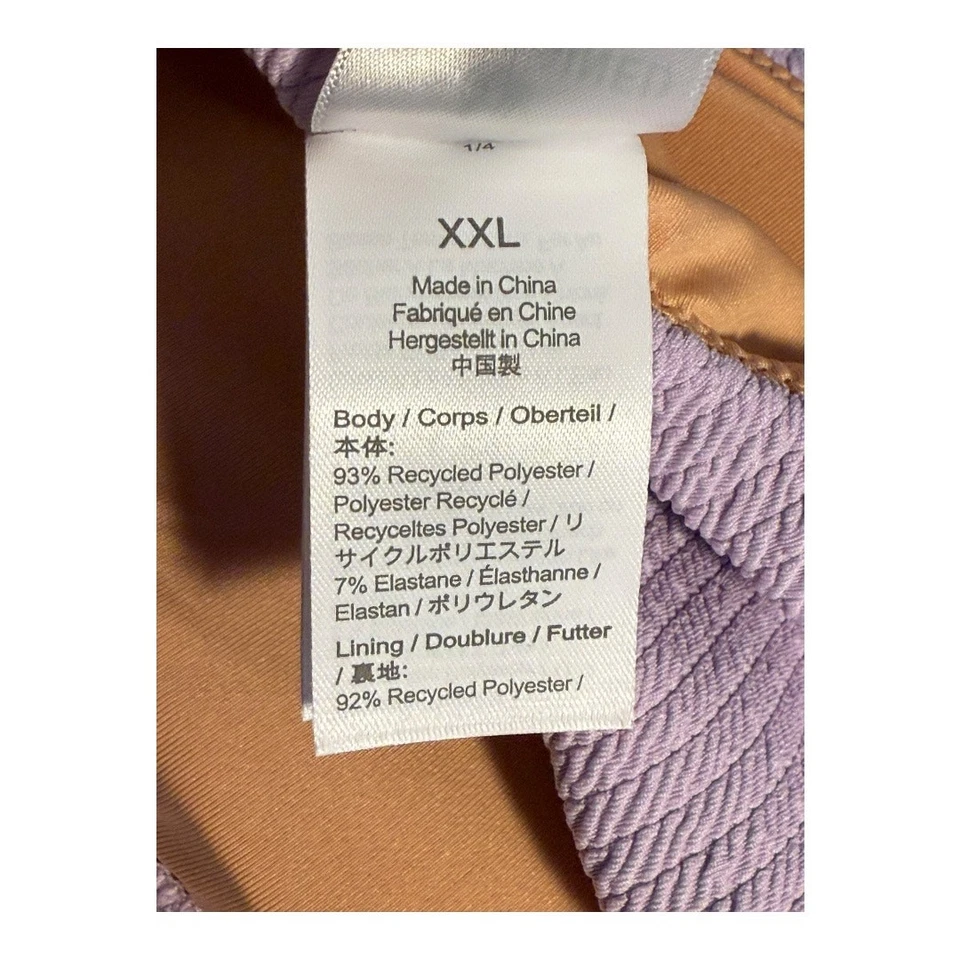 1/4
XXL
Made in China
Fabriqué en Chine
Hergestellt in China
中国製
Body / Corps / Oberteil /
本体:
93% Recycled Polyester /
Polyester Recyclé /
Recyceltes Polyester / リ
サイクルポリエステル
7% Elastane / Élasthanne /
Elastan / ポリウレタン
Lining / Doublure / Futter
/ 裏地:
92% Recycled Polyester /